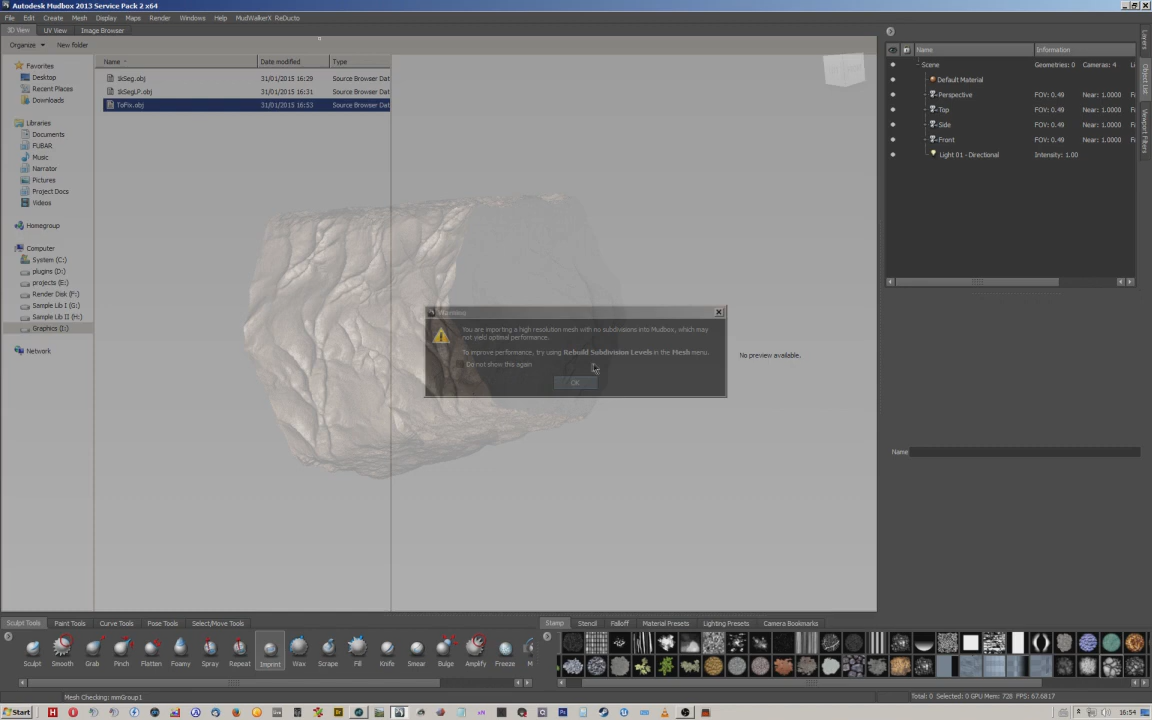 Autodesk Mudbox 2013 Service Pack 2 x64
File Edit Create Mesh Display Maps Render Windows Help MudWalkerX ReDucto
3D View UV View Image Browser
Organize New folder
Name Date modified Type
1kSeg.obj 31/01/2015 16:29 Source Browser Dat
1kSegLP.obj 31/01/2015 16:31 Source Browser Dat
ToFix.obj 31/01/2015 16:53 Source Browser Dat
Favorites
Desktop
Recent Places
Downloads
Libraries
Documents
FUBAR
Music
Narrator
Pictures
Project Docs
Videos
Homegroup
Computer
System (C:)
plugins (D:)
projects (E:)
Render Disk (F:)
Sample Lib I (G:)
Sample Lib II (H:)
Graphics (I:)
Network
Warning
You are importing a high resolution mesh with no subdivisions into Mudbox, which may
not yield optimal performance.
To improve performance, try using Rebuild Subdivision Levels in the Mesh menu.
Do not show this again
OK
No preview available.
Name Information
Scene Geometries: 0 Cameras: 4 Li
Default Material
Perspective FOV: 0.49 Near: 1.0000
Top FOV: 0.49 Near: 1.0000
Side FOV: 0.49 Near: 1.0000
Front FOV: 0.49 Near: 1.0000
Light 01 - Directional Intensity: 1.00
Layers
Object List
Viewport Filters
Name
Sculpt Tools Paint Tools Curve Tools Pose Tools Select/Move Tools
Sculpt Smooth Grab Pinch Flatten Foamy Spray Repeat Imprint Wax Scrape Fill Knife Smear Bulge Amplify Freeze M
Stamp Stencil Falloff Material Presets Lighting Presets Camera Bookmarks
Mesh Checking: mmGroup1
Total: 0 Selected: 0 GPU Mem: 728 FPS: 67.6817
Start
16:54